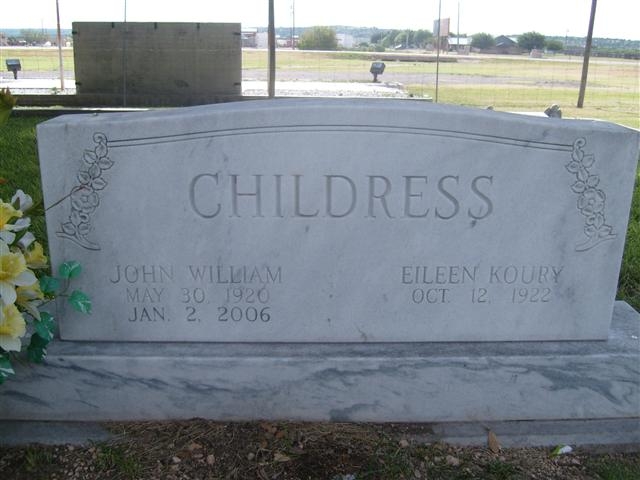 CHILDRESS
JOHN WILLIAM
MAY 30, 1920
JAN. 2, 2006
EILEEN KOURY
OCT. 12, 1922